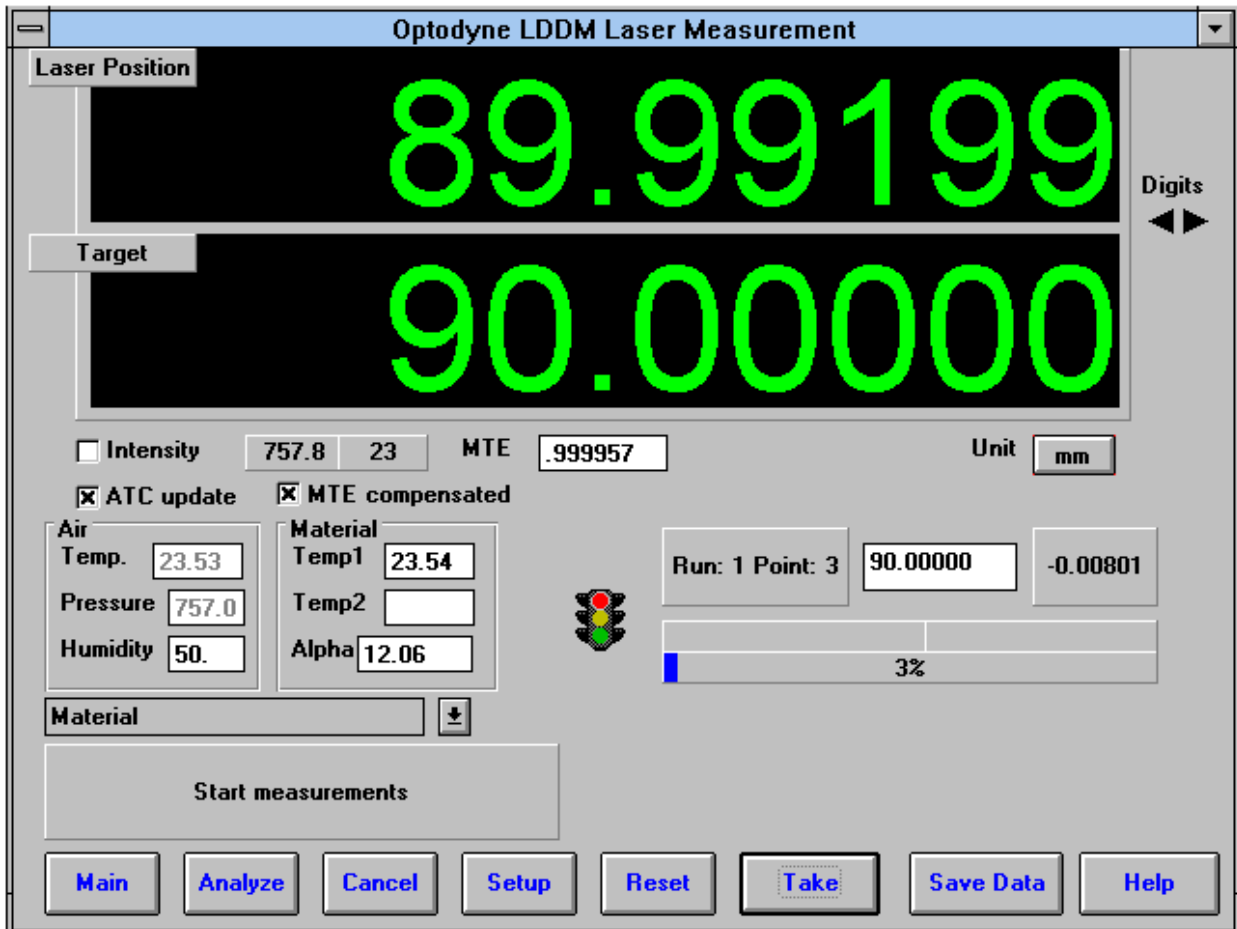 Optodyne LDDM Laser Measurement
Laser Position
89.99199
Digits
Target
90.00000
Intensity 757.8 23 MTE .999957 Unit mm
ATC update MTE compensated
Air Material
Temp. 23.53 Temp1 23.54
Run: 1 Point: 3 90.00000 -0.00801
Pressure 757.0 Temp2
Humidity 50. Alpha 12.06
3%
Material
Start measurements
Main Analyze Cancel Setup Reset Take Save Data Help